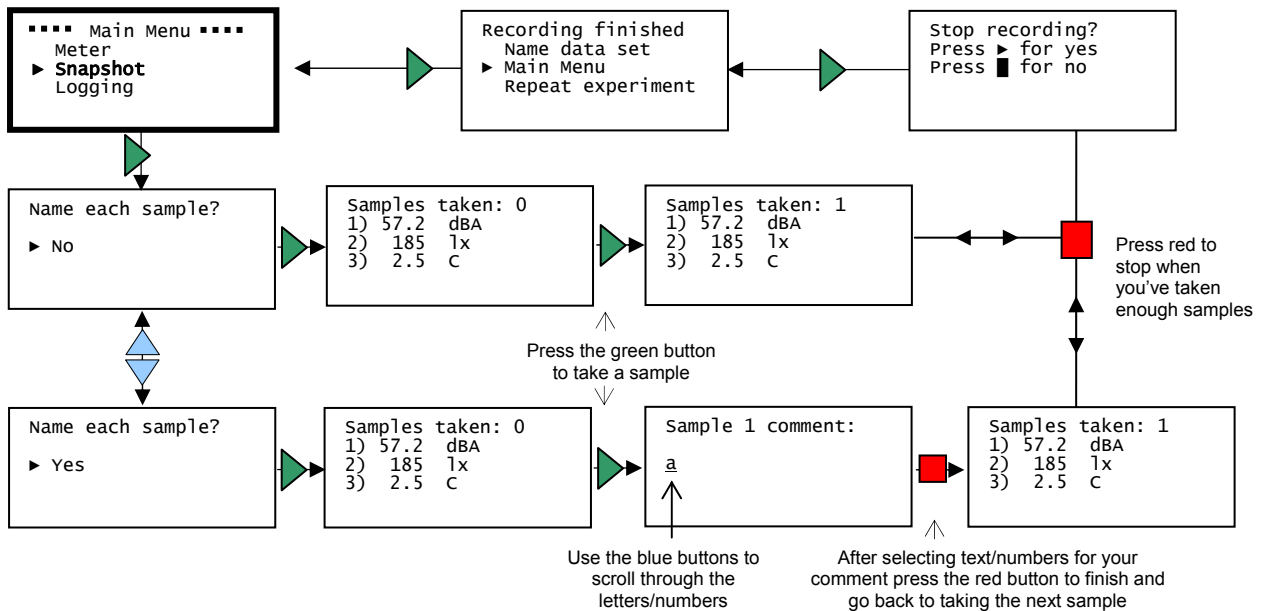 ▪▪▪▪ Main Menu ▪▪▪▪
Meter
► Snapshot
Logging
Recording finished
Name data set
► Main Menu
Repeat experiment
Stop recording?
Press ► for yes
Press █ for no
Name each sample?
► No
Samples taken: 0
1) 57.2 dBA
2) 185 lx
3) 2.5 C
Samples taken: 1
1) 57.2 dBA
2) 185 lx
3) 2.5 C
Press red to
stop when
you've taken
enough samples
Press the green button
to take a sample
Name each sample?
► Yes
Samples taken: 0
1) 57.2 dBA
2) 185 lx
3) 2.5 C
Sample 1 comment:
a
Samples taken: 1
1) 57.2 dBA
2) 185 lx
3) 2.5 C
Use the blue buttons to
scroll through the
letters/numbers
After selecting text/numbers for your
comment press the red button to finish and
go back to taking the next sample